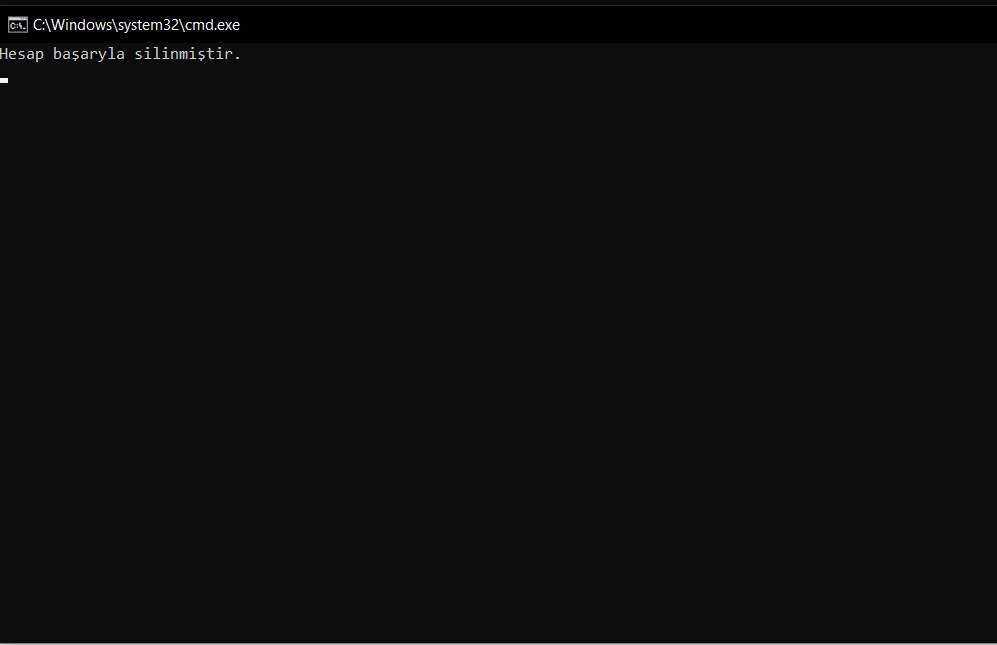 C:\Windows\system32\cmd.exe
Hesap başaryla silinmiştir.